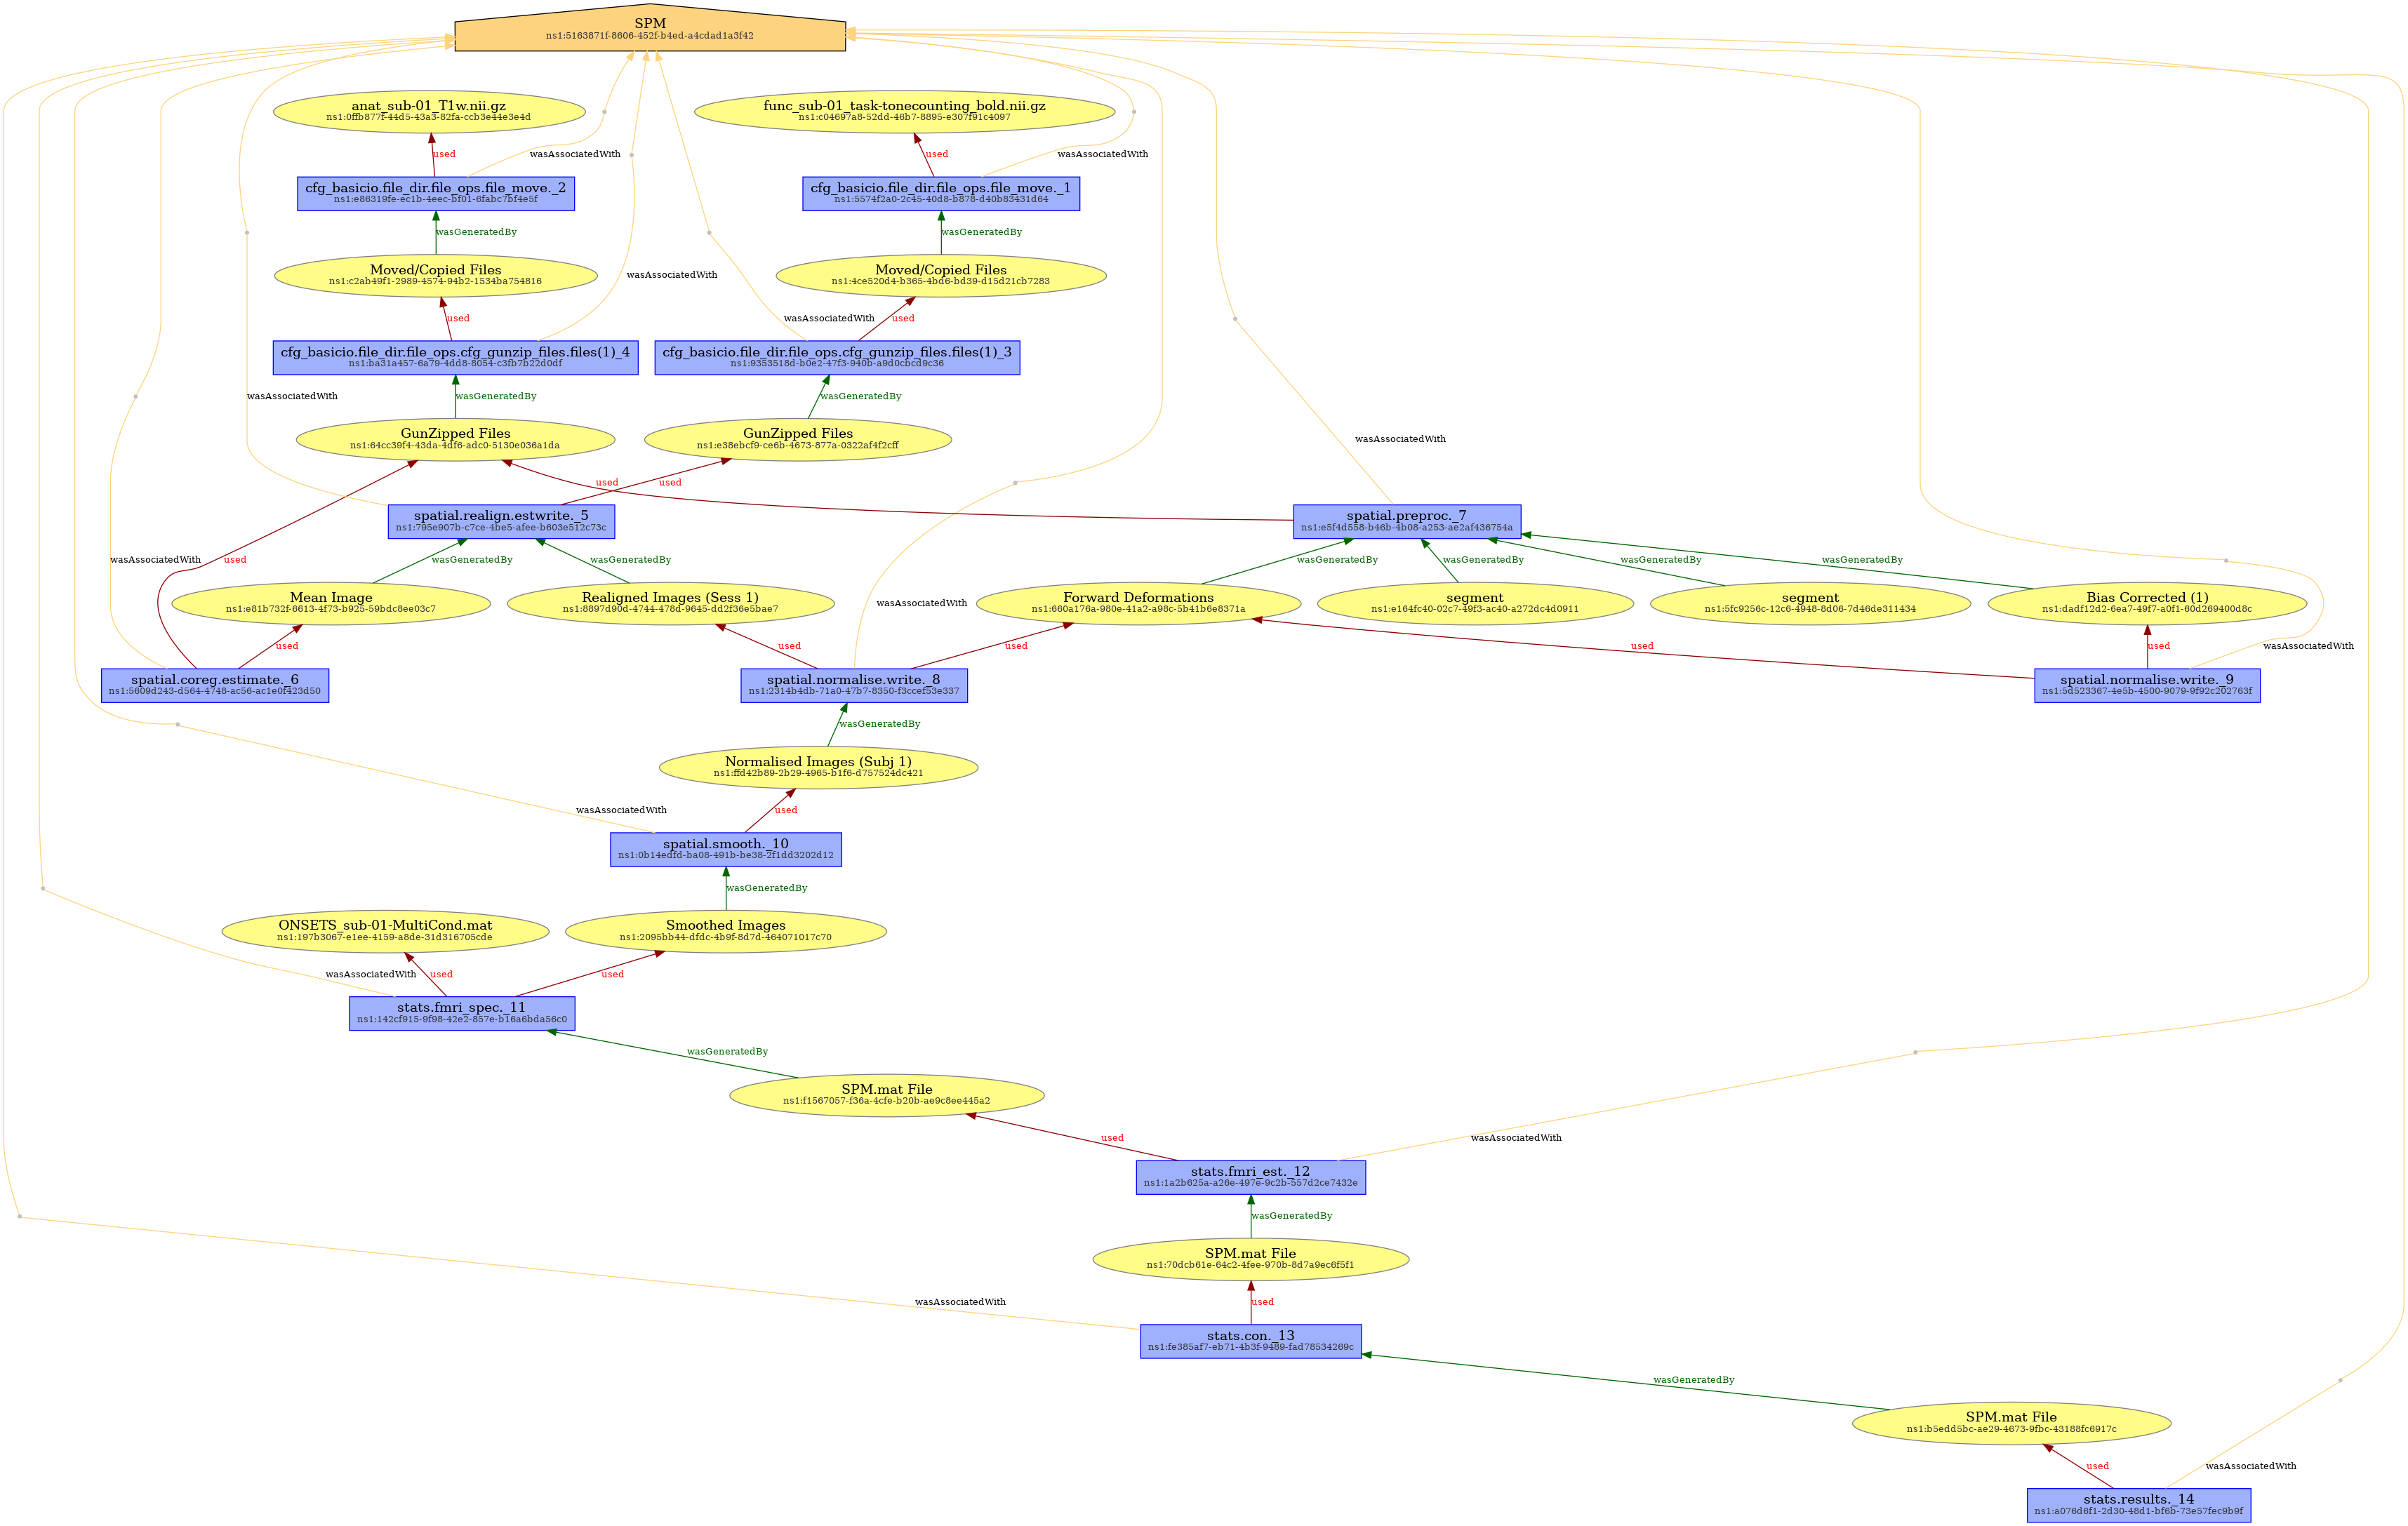 SPM
ns1:5163871f-8606-452f-b4ed-a4cdad1a3f42
anat_sub-01_T1w.nii.gz
ns1:0ffb877f-44d5-43a3-82fa-ccb3e44e3e4d
func_sub-01_task-tonecounting_bold.nii.gz
ns1:c04697a8-52dd-46b7-8895-e307f91c4097
used
wasAssociatedWith
used
wasAssociatedWith
cfg_basicio.file_dir.file_ops.file_move._2
ns1:e86319fe-ec1b-4eec-bf01-6fabc7bf4e5f
cfg_basicio.file_dir.file_ops.file_move._1
ns1:5574f2a0-2c45-40d8-b878-d40b83431d64
wasGeneratedBy
wasGeneratedBy
Moved/Copied Files
ns1:c2ab49f1-2989-4574-94b2-1534ba754816
wasAssociatedWith
Moved/Copied Files
ns1:4ce520d4-b365-4bd6-bd39-d15d21cb7283
used
wasAssociatedWith
used
cfg_basicio.file_dir.file_ops.cfg_gunzip_files.files(1)_4
ns1:ba31a457-6a79-4dd8-8054-c3fb7b22d0df
cfg_basicio.file_dir.file_ops.cfg_gunzip_files.files(1)_3
ns1:9353518d-b0e2-47f3-940b-a9d0cbcd9c36
wasAssociatedWith
wasGeneratedBy
wasGeneratedBy
GunZipped Files
ns1:64cc39f4-43da-4df6-adc0-5130e036a1da
GunZipped Files
ns1:e38ebcf9-ce6b-4673-877a-0322af4f2cff
wasAssociatedWith
used
used
spatial.realign.estwrite._5
ns1:795e907b-c7ce-4be5-afee-b603e512c73c
spatial.preproc._7
ns1:e5f4d558-b46b-4b08-a253-ae2af436754a
wasAssociatedWith
used
wasGeneratedBy
wasGeneratedBy
wasGeneratedBy
wasGeneratedBy
wasGeneratedBy
wasGeneratedBy
Mean Image
ns1:e81b732f-6613-4f73-b925-59bdc8ee03c7
Realigned Images (Sess 1)
ns1:8897d90d-4744-478d-9645-dd2f36e5bae7
wasAssociatedWith
Forward Deformations
ns1:660a176a-980e-41a2-a98c-5b41b6e8371a
segment
ns1:e164fc40-02c7-49f3-ac40-a272dc4d0911
segment
ns1:5fc9256c-12c6-4948-8d06-7d46de311434
Bias Corrected (1)
ns1:dadf12d2-6ea7-49f7-a0f1-60d269400d8c
used
used
used
used
used
wasAssociatedWith
spatial.coreg.estimate._6
ns1:5609d243-d564-4748-ac56-ac1e0f423d50
spatial.normalise.write._8
ns1:2314b4db-71a0-47b7-8350-f3ccef53e337
spatial.normalise.write._9
ns1:5d523367-4e5b-4500-9079-9f92c202763f
wasGeneratedBy
Normalised Images (Subj 1)
ns1:ffd42b89-2b29-4965-b1f6-d757524dc421
wasAssociatedWith
used
spatial.smooth._10
ns1:0b14edfd-ba08-491b-be38-2f1dd3202d12
wasGeneratedBy
ONSETS_sub-01-MultiCond.mat
ns1:197b3067-e1ee-4159-a8de-31d316705cde
Smoothed Images
ns1:2095bb44-dfdc-4b9f-8d7d-464071017c70
wasAssociatedWith
used
used
stats.fmri_spec._11
ns1:142cf915-9f98-42e2-857e-b16a6bda56c0
wasGeneratedBy
SPM.mat File
ns1:f1567057-f36a-4cfe-b20b-ae9c8ee445a2
used
wasAssociatedWith
stats.fmri_est._12
ns1:1a2b625a-a26e-497e-9c2b-557d2ce7432e
wasGeneratedBy
SPM.mat File
ns1:70dcb61e-64c2-4fee-970b-8d7a9ec6f5f1
wasAssociatedWith
used
stats.con._13
ns1:fe385af7-eb71-4b3f-9489-fad78534269c
wasGeneratedBy
SPM.mat File
ns1:b5edd5bc-ae29-4673-9fbc-43188fc6917c
used
wasAssociatedWith
stats.results._14
ns1:a076d6f1-2d30-48d1-bf6b-73e57fec9b9f